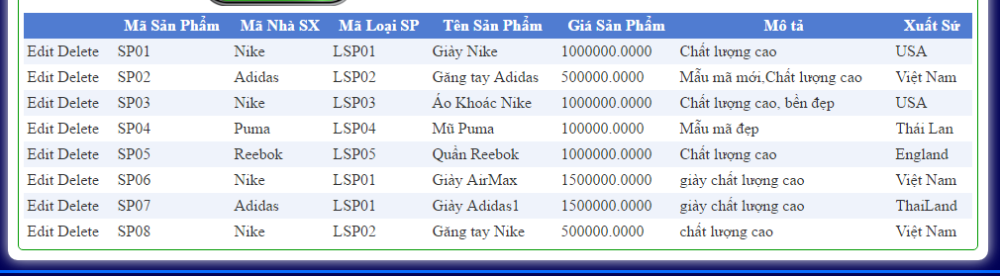 Mã Sản Phẩm Mã Nhà SX Mã Loại SP Tên Sản Phẩm Giá Sản Phẩm Mô tả Xuất Sứ
Edit Delete SP01 Nike LSP01 Giày Nike 1000000.0000 Chất lượng cao USA
Edit Delete SP02 Adidas LSP02 Găng tay Adidas 500000.0000 Mẫu mã mới,Chất lượng cao Việt Nam
Edit Delete SP03 Nike LSP03 Áo Khoác Nike 1000000.0000 Chất lượng cao, bền đẹp USA
Edit Delete SP04 Puma LSP04 Mũ Puma 100000.0000 Mẫu mã đẹp Thái Lan
Edit Delete SP05 Reebok LSP05 Quần Reebok 1000000.0000 Chất lượng cao England
Edit Delete SP06 Nike LSP01 Giày AirMax 1500000.0000 giày chất lượng cao Việt Nam
Edit Delete SP07 Adidas LSP01 Giày Adidas1 1500000.0000 giày chất lượng cao ThaiLand
Edit Delete SP08 Nike LSP02 Găng tay Nike 500000.0000 chất lượng cao Việt Nam